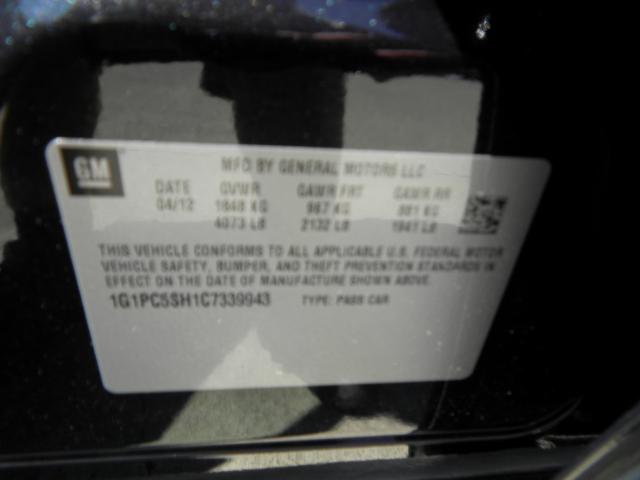 GM
MFD BY GENERAL MOTORS LLC
DATE GVWR GAWR FRT GAWR RR
04/12 1848 KG 967 KG 881 KG
4073 LB 2132 LB 1941 LB
THIS VEHICLE CONFORMS TO ALL APPLICABLE U.S. FEDERAL MOTOR
VEHICLE SAFETY, BUMPER, AND THEFT PREVENTION STANDARDS IN
EFFECT ON THE DATE OF MANUFACTURE SHOWN ABOVE.
1G1PC5SH1C7339943 TYPE: PASS CAR